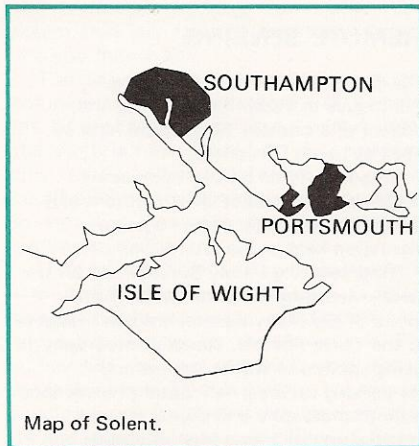 SOUTHAMPTON
PORTSMOUTH
ISLE OF WIGHT
Map of Solent.